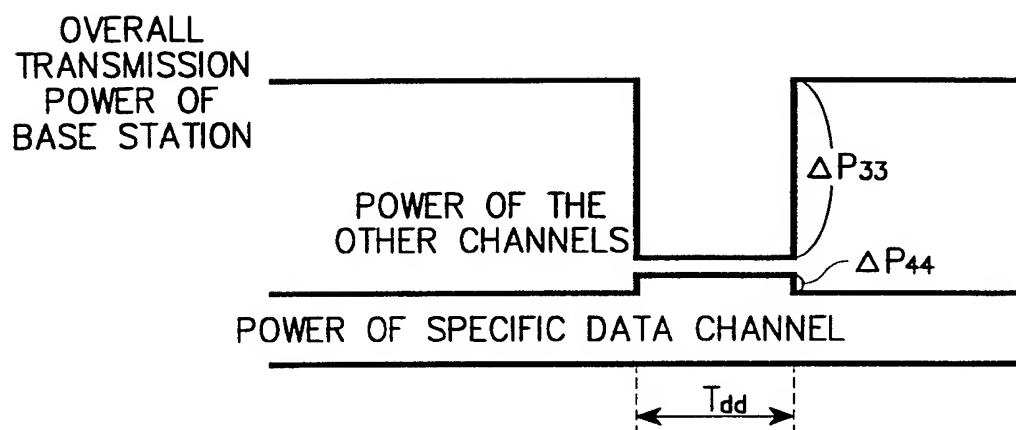 OVERALL
TRANSMISSION
POWER OF
BASE STATION
ΔP33
POWER OF THE
OTHER CHANNELS
ΔP44
POWER OF SPECIFIC DATA CHANNEL
Tdd